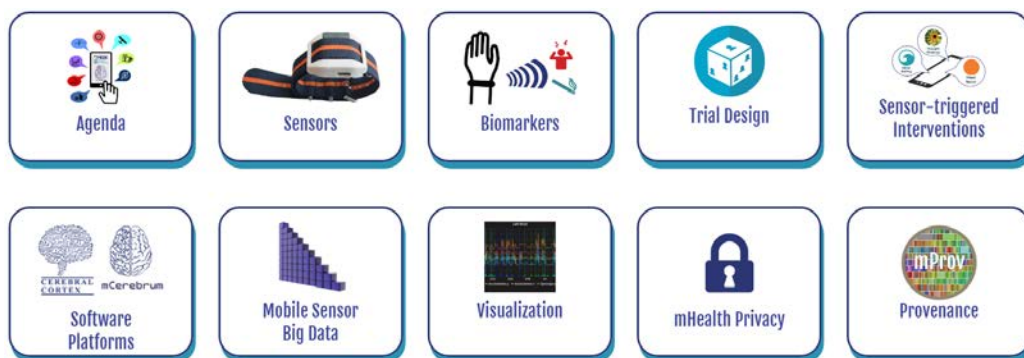 Agenda
Sensors
Biomarkers
Trial Design
Sensor-triggered
Interventions
CEREBRAL
CORTEX
mCerebrum
Software
Platforms
Mobile Sensor
Big Data
Visualization
mHealth Privacy
mProv
Provenance